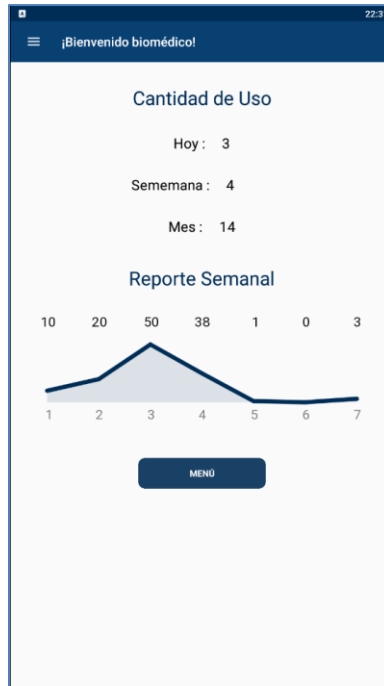 22:3
¡Bienvenido biomédico!
Cantidad de Uso
Hoy : 3
Sememana : 4
Mes : 14
Reporte Semanal
10 20 50 38 1 0 3
1 2 3 4 5 6 7
MENÚ